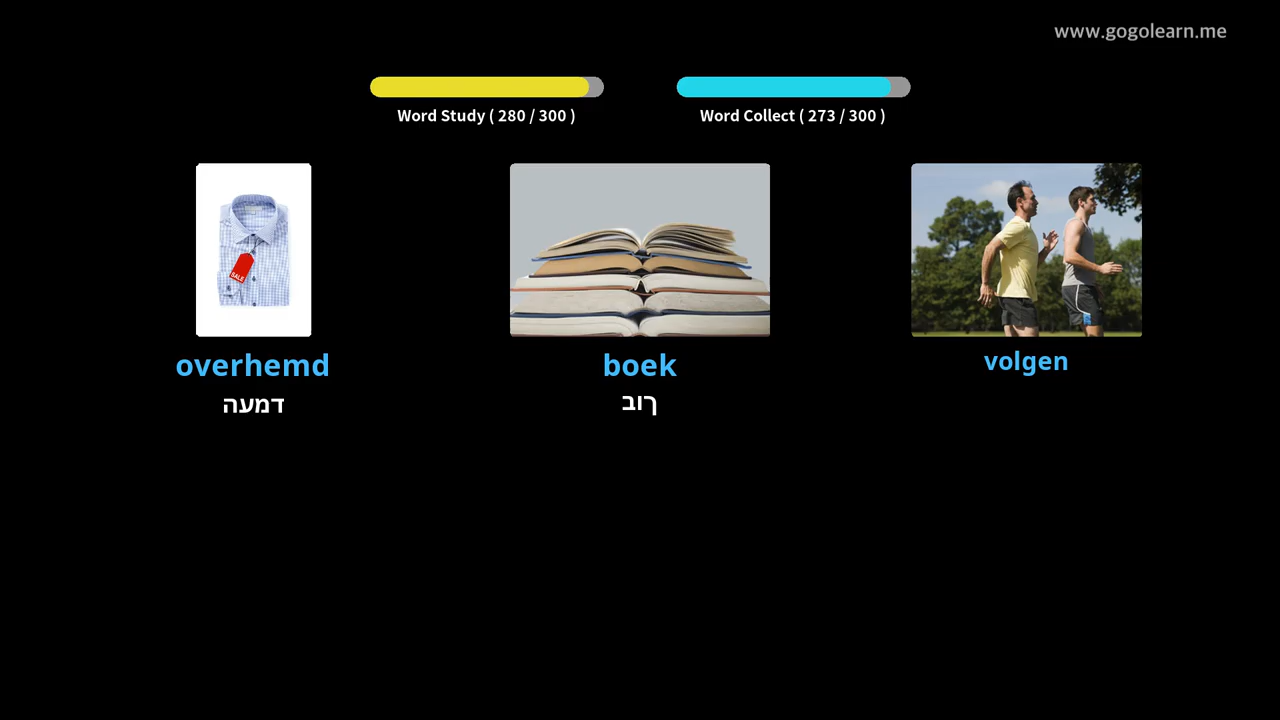 www.gogolearn.me
Word Study ( 280 / 300 )
Word Collect ( 273 / 300 )
overhemd
דמעה
boek
ךוב
volgen